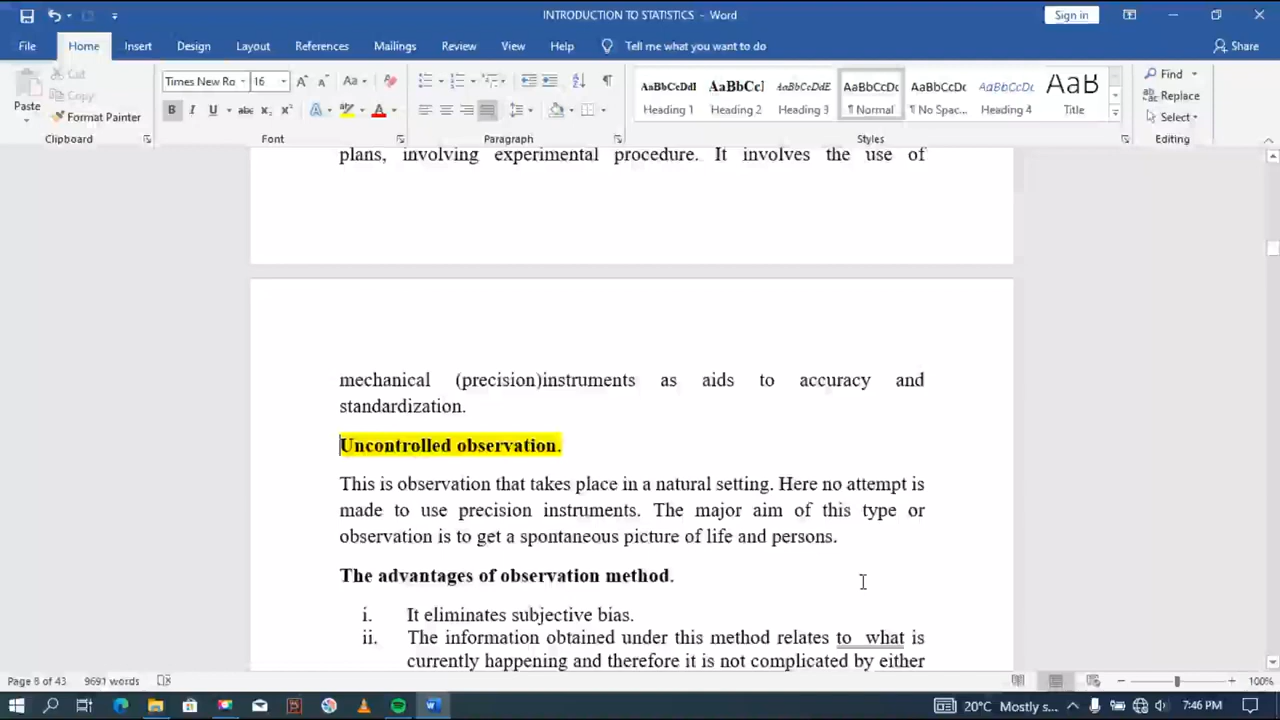 INTRODUCTION TO STATISTICS - Word
Sign in
File Home Insert Design Layout References Mailings Review View Help Tell me what you want to do Share
Paste
Cut
Copy
Format Painter
Clipboard
Times New Ro 16
B I U abc
Font
Paragraph
AaBbCcDdI Heading 1
AaBbCcI Heading 2
AaBbCcDdE Heading 3
AaBbCcDc ¶ Normal
AaBbCcDc ¶ No Spac...
AaBbCcDc Heading 4
AaB Title
Styles
Find
Replace
Select
Editing
plans, involving experimental procedure. It involves the use of
mechanical (precision)instruments as aids to accuracy and
standardization.
Uncontrolled observation.
This is observation that takes place in a natural setting. Here no attempt is
made to use precision instruments. The major aim of this type or
observation is to get a spontaneous picture of life and persons.
The advantages of observation method.
i. It eliminates subjective bias.
ii. The information obtained under this method relates to what is
currently happening and therefore it is not complicated by either
Page 8 of 43 9691 words
100%
20°C Mostly s... 7:46 PM